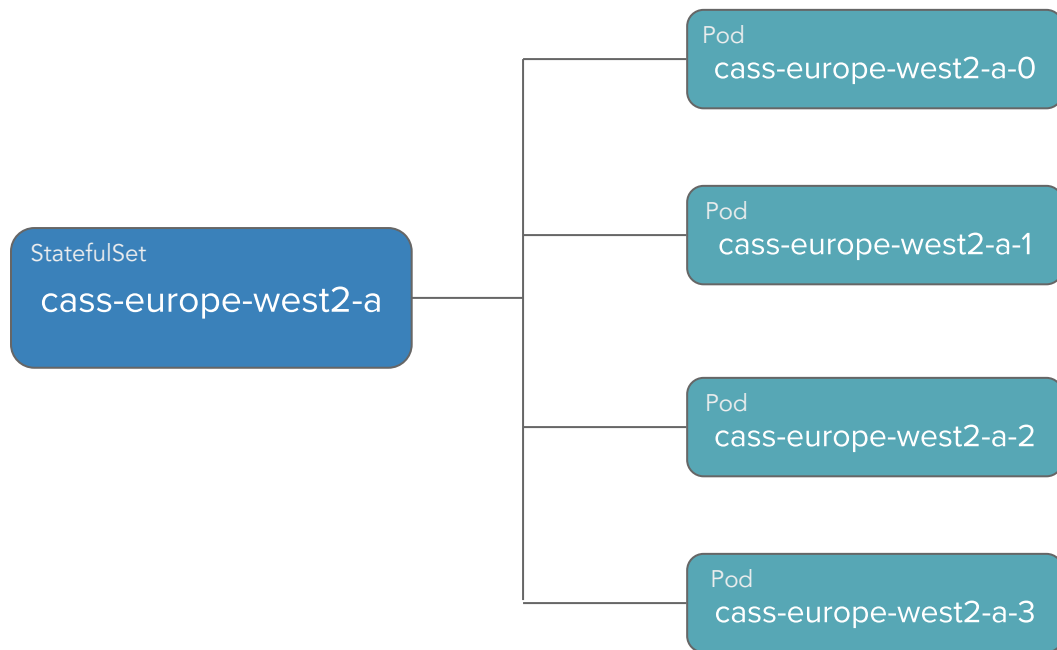 Pod
cass-europe-west2-a-0
Pod
cass-europe-west2-a-1
StatefulSet
cass-europe-west2-a
Pod
cass-europe-west2-a-2
Pod
cass-europe-west2-a-3